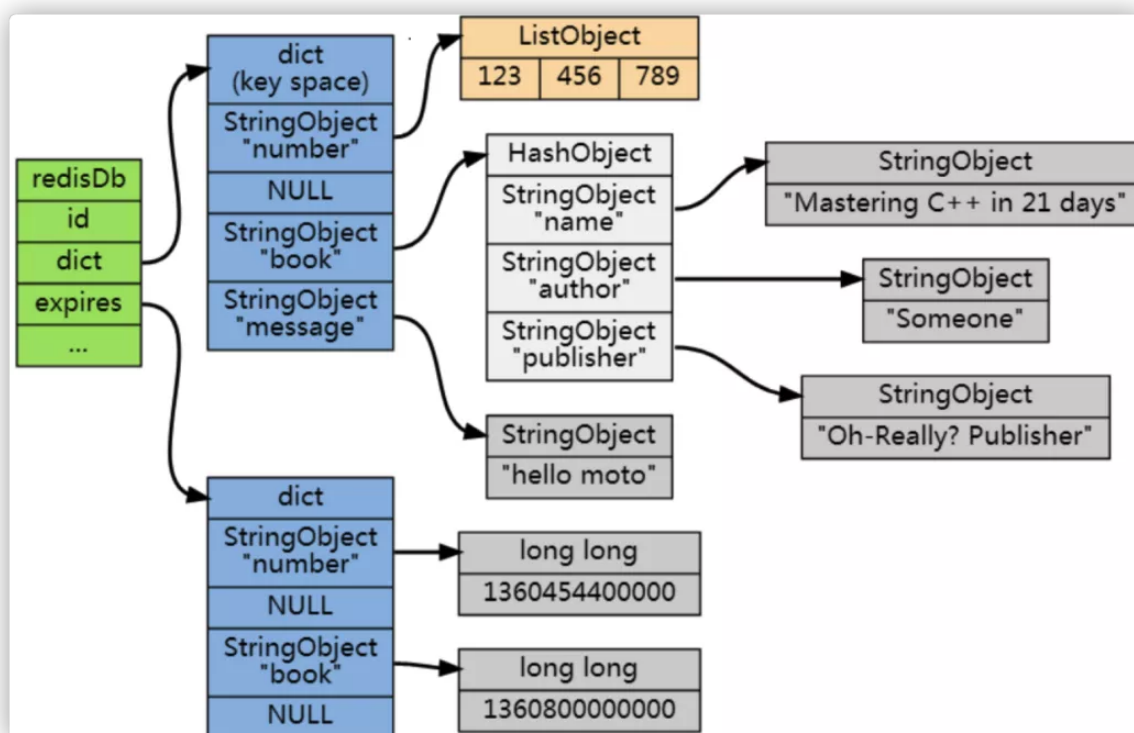 redisDb
id
dict
expires
...
dict
(key space)
StringObject
"number"
NULL
StringObject
"book"
StringObject
"message"
ListObject
123 456 789
HashObject
StringObject
"name"
StringObject
"author"
StringObject
"publisher"
StringObject
"Mastering C++ in 21 days"
StringObject
"Someone"
StringObject
"Oh-Really? Publisher"
StringObject
"hello moto"
dict
StringObject
"number"
NULL
StringObject
"book"
NULL
long long
1360454400000
long long
1360800000000